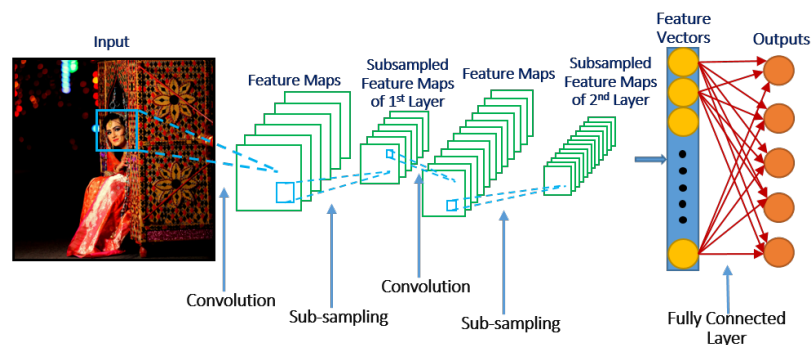 Input
Feature Maps
Subsampled
Feature Maps
of 1st Layer
Feature Maps
Subsampled
Feature Maps
of 2nd Layer
Feature
Vectors
Outputs
Convolution
Sub-sampling
Convolution
Sub-sampling
Fully Connected
Layer